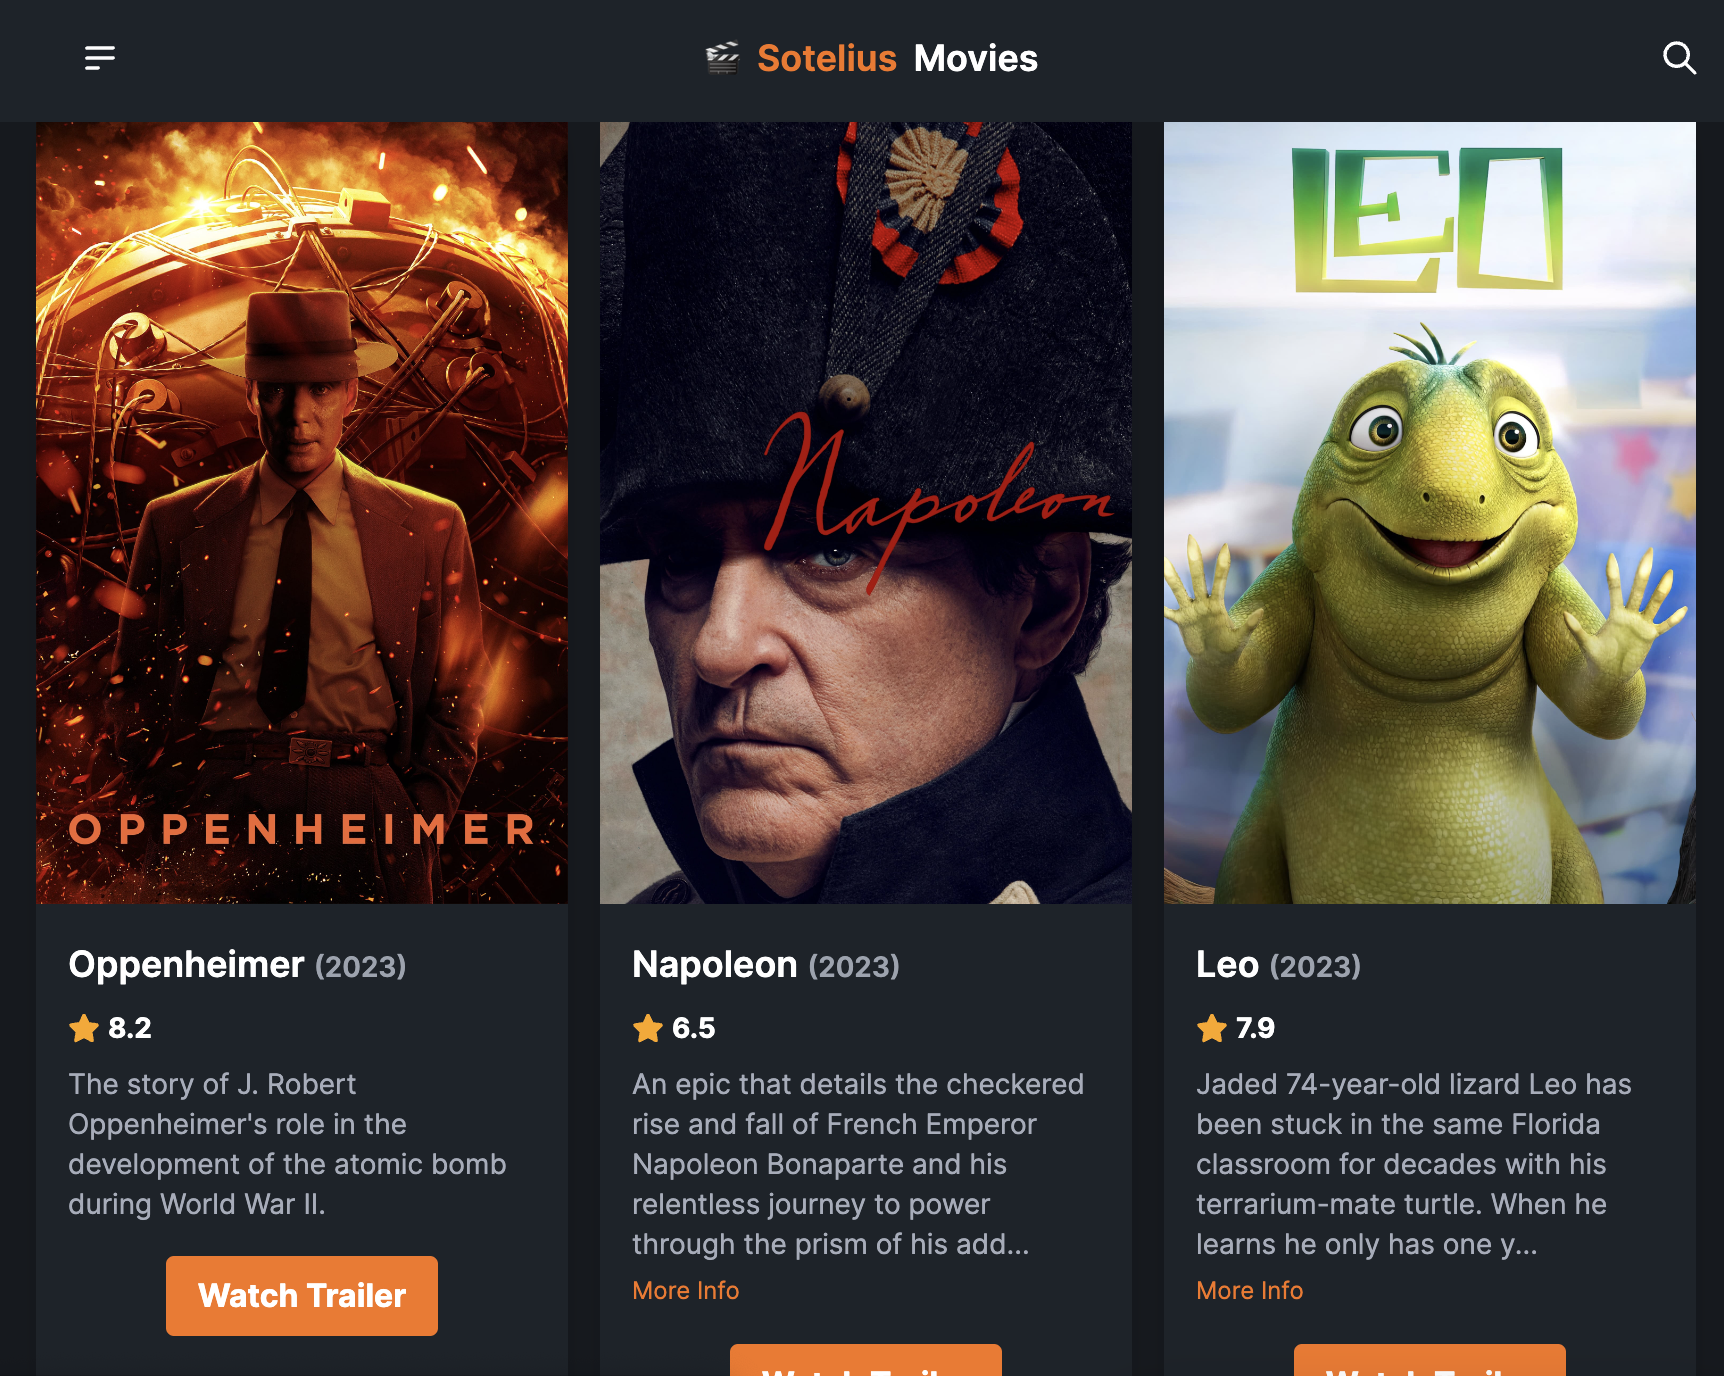 Sotelius Movies
LEO
Napoleon
OPPENHEIMER
Oppenheimer (2023)
8.2
The story of J. Robert
Oppenheimer's role in the
development of the atomic bomb
during World War II.
Watch Trailer
Napoleon (2023)
6.5
An epic that details the checkered
rise and fall of French Emperor
Napoleon Bonaparte and his
relentless journey to power
through the prism of his add...
More Info
Watch Trailer
Leo (2023)
7.9
Jaded 74-year-old lizard Leo has
been stuck in the same Florida
classroom for decades with his
terrarium-mate turtle. When he
learns he only has one y...
More Info
Watch Trailer